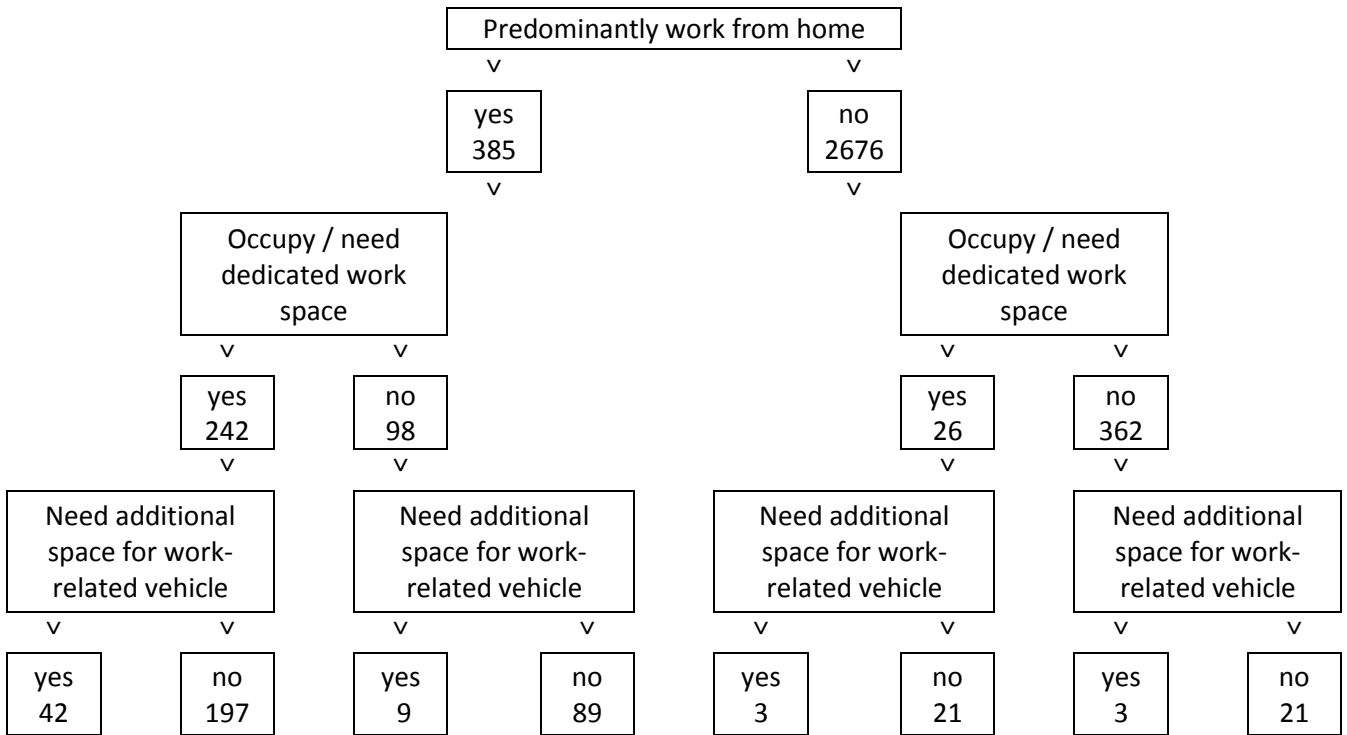 Predominantly work from home
˅ ˅
yes no
385 2676
˅ ˅
Occupy / need Occupy / need
dedicated work dedicated work
space space
˅ ˅ ˅ ˅
yes no yes no
242 98 26 362
˅ ˅ ˅ ˅
Need additional Need additional Need additional Need additional
space for work- space for work- space for work- space for work-
related vehicle related vehicle related vehicle related vehicle
˅ ˅ ˅ ˅ ˅ ˅ ˅ ˅
yes no yes no yes no yes no
42 197 9 89 3 21 3 21